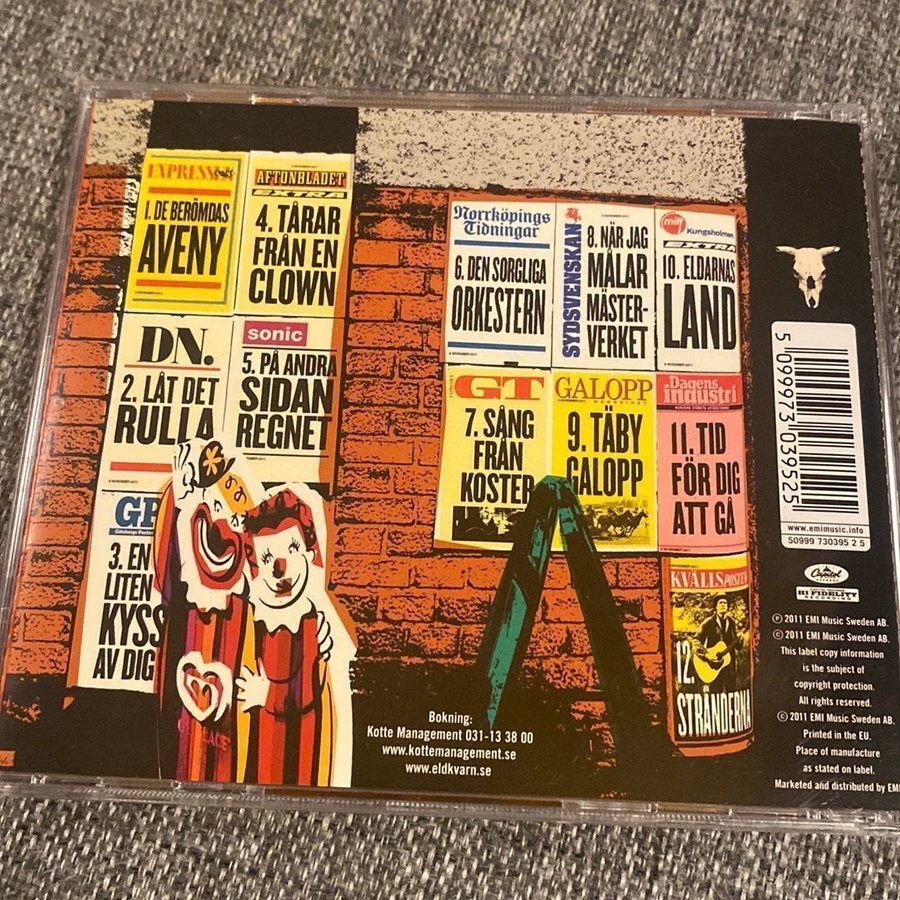 EXPRESSEN
1. DE BERÖMDAS
AVENY
AFTONBLADET
EXTRA
4. TÅRAR
FRÅN EN
CLOWN
DN.
2. LÅT DET
RULLA
sonic
5. PÅ ANDRA
SIDAN
REGNET
GP
3. EN
LITEN
KYSS
AV DIG
Norrköpings
Tidningar
6. DEN SORGLIGA
ORKESTERN
SYDSVENSKAN
8. NÄR JAG
MÅLAR
MÄSTER-
VERKET
mitt
Kungsholmen
EXTRA
10. ELDARNAS
LAND
GT
7. SÅNG
FRÅN
KOSTER
GALOPP
MAGASINET
9. TÄBY
GALOPP
Dagens
industri
11. TID
FÖR DIG
ATT GÅ
KVÄLLSPOSTEN
12.
STRÄNDERNA
Bokning:
Kotte Management 031-13 38 00
www.kottemanagement.se
www.eldkvarn.se
5 099973 039525
www.emimusic.info
50999 730395 2 5
Capitol
RECORDS
HI FIDELITY
RECORDING
℗ 2011 EMI Music Sweden AB.
© 2011 EMI Music Sweden AB.
This label copy information
is the subject of
copyright protection.
All rights reserved.
© 2011 EMI Music Sweden AB.
Printed in the EU.
Place of manufacture
as stated on label.
Marketed and distributed by EMI